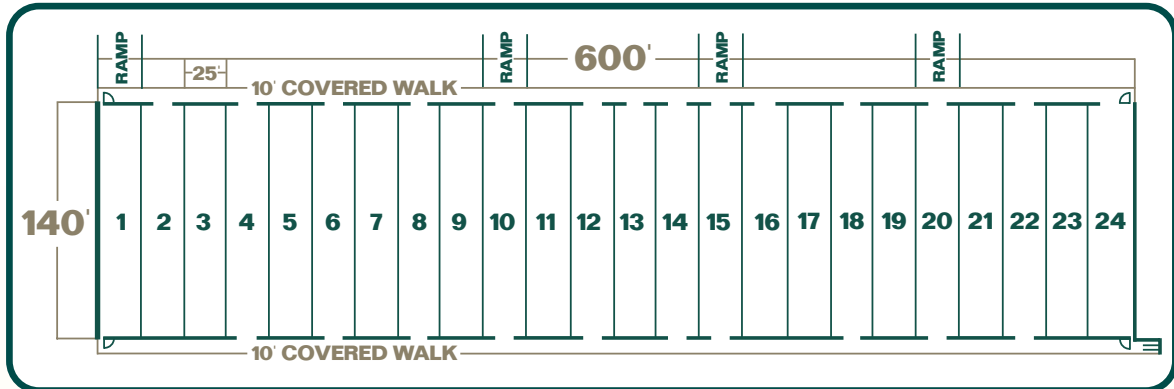 RAMP
RAMP
600'
RAMP
RAMP
25'
10' COVERED WALK
140'
1 2 3 4 5 6 7 8 9 10 11 12 13 14 15 16 17 18 19 20 21 22 23 24
10' COVERED WALK